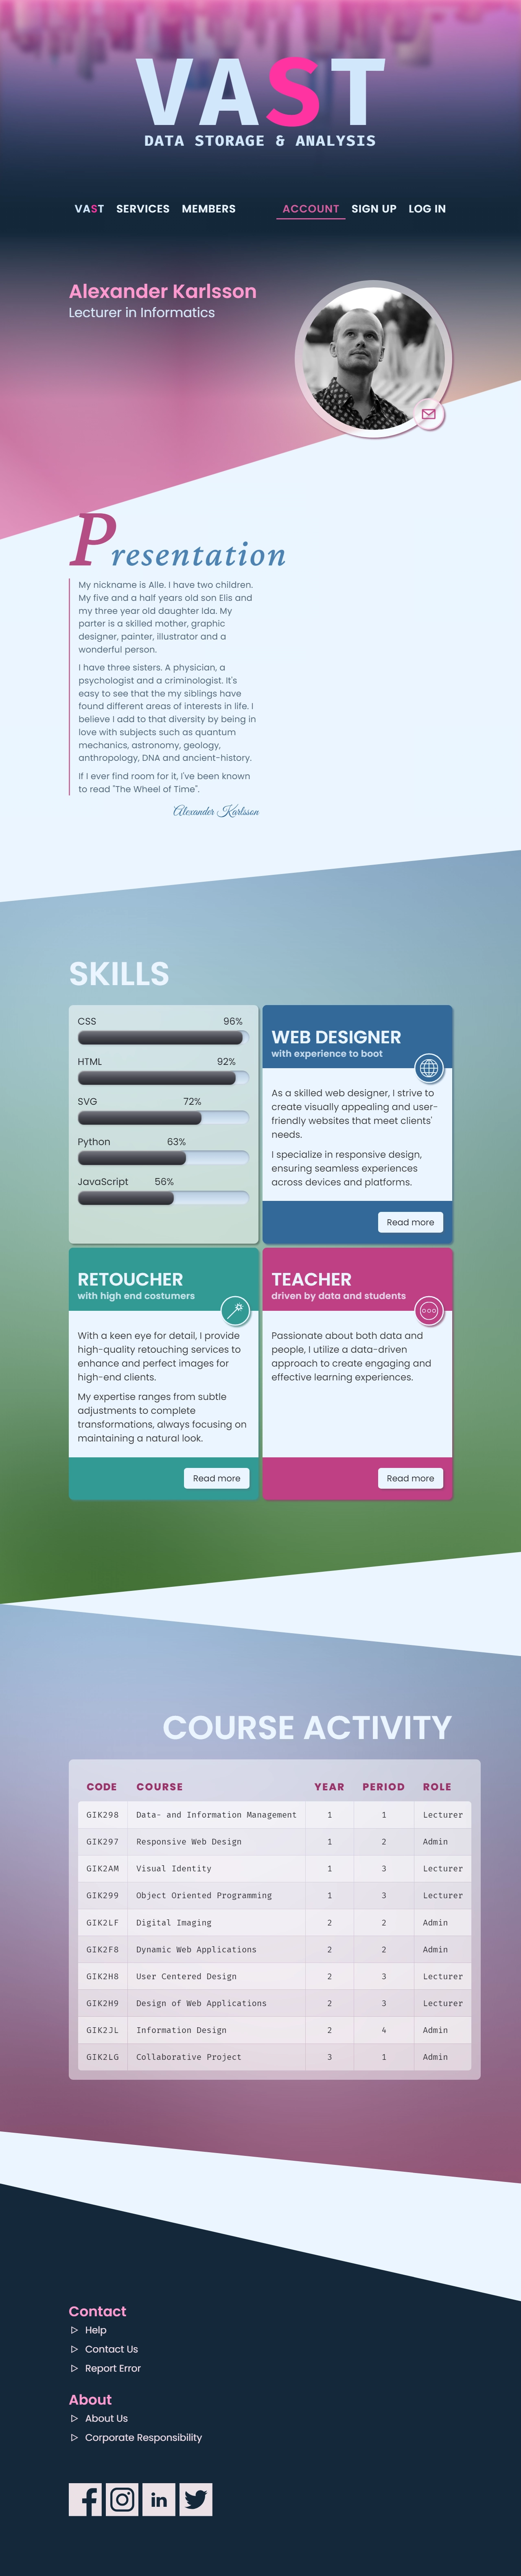 VAST
DATA STORAGE & ANALYSIS
VAST SERVICES MEMBERS ACCOUNT SIGN UP LOG IN
Alexander Karlsson
Lecturer in Informatics
Presentation
My nickname is Alle. I have two children.
My five and a half years old son Elis and
my three year old daughter Ida. My
parter is a skilled mother, graphic
designer, painter, illustrator and a
wonderful person.
I have three sisters. A physician, a
psychologist and a criminologist. It's
easy to see that the my siblings have
found different areas of interests in life. I
believe I add to that diversity by being in
love with subjects such as quantum
mechanics, astronomy, geology,
anthropology, DNA and ancient-history.
If I ever find room for it, I've been known
to read "The Wheel of Time".
Alexander Karlsson
SKILLS
CSS 96%
HTML 92%
SVG 72%
Python 63%
JavaScript 56%
WEB DESIGNER
with experience to boot
As a skilled web designer, I strive to
create visually appealing and user-
friendly websites that meet clients'
needs.
I specialize in responsive design,
ensuring seamless experiences
across devices and platforms.
Read more
RETOUCHER
with high end costumers
With a keen eye for detail, I provide
high-quality retouching services to
enhance and perfect images for
high-end clients.
My expertise ranges from subtle
adjustments to complete
transformations, always focusing on
maintaining a natural look.
Read more
TEACHER
driven by data and students
Passionate about both data and
people, I utilize a data-driven
approach to create engaging and
effective learning experiences.
Read more
COURSE ACTIVITY
CODE COURSE YEAR PERIOD ROLE
GIK298 Data- and Information Management 1 1 Lecturer
GIK297 Responsive Web Design 1 2 Admin
GIK2AM Visual Identity 1 3 Lecturer
GIK299 Object Oriented Programming 1 3 Lecturer
GIK2LF Digital Imaging 2 2 Admin
GIK2F8 Dynamic Web Applications 2 2 Admin
GIK2H8 User Centered Design 2 3 Lecturer
GIK2H9 Design of Web Applications 2 3 Lecturer
GIK2JL Information Design 2 4 Admin
GIK2LG Collaborative Project 3 1 Admin
Contact
Help
Contact Us
Report Error
About
About Us
Corporate Responsibility
f in